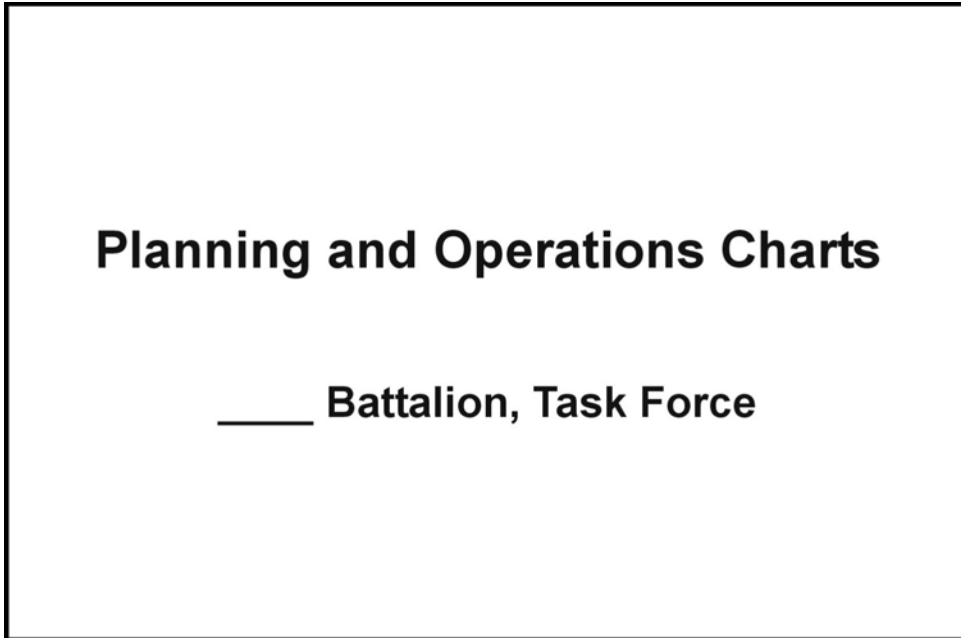 Planning and Operations Charts
____ Battalion, Task Force